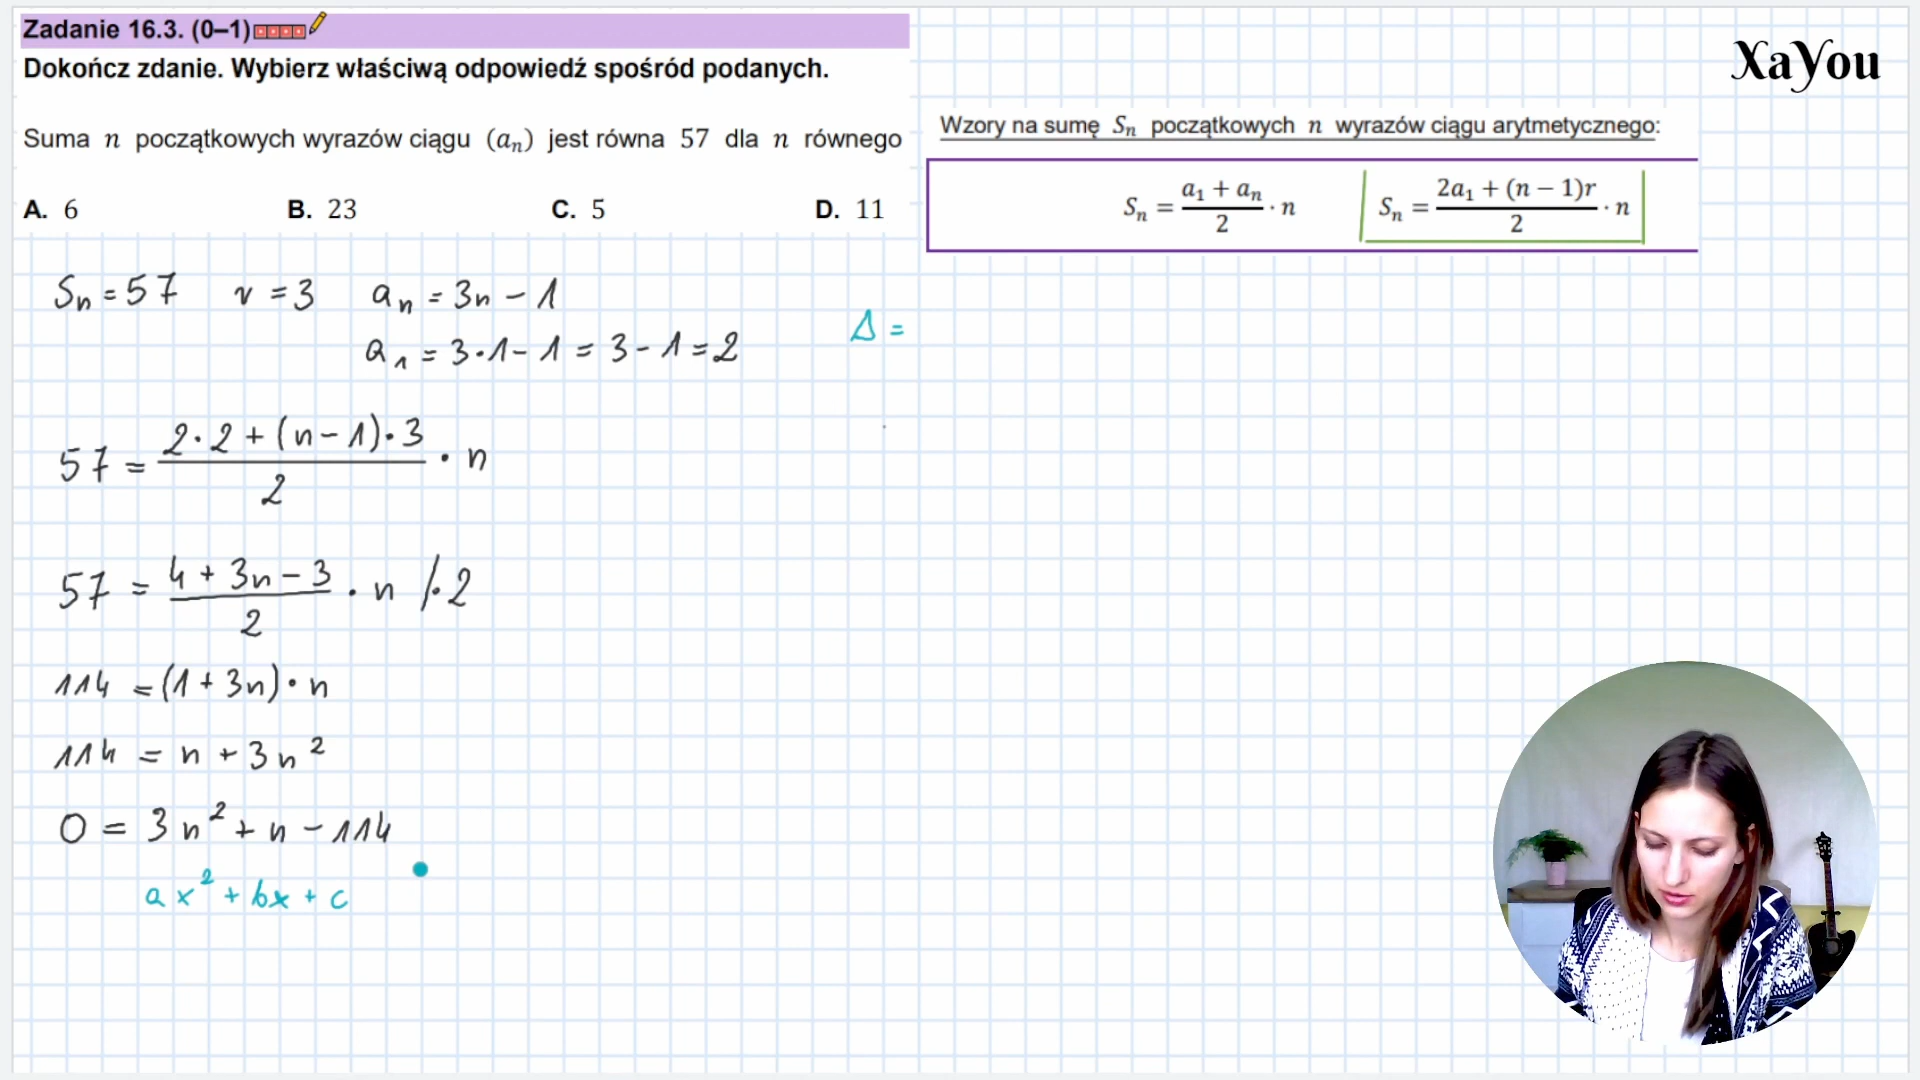 Zadanie 16.3. (0–1)
Dokończ zdanie. Wybierz właściwą odpowiedź spośród podanych.
Suma n początkowych wyrazów ciągu (aₙ) jest równa 57 dla n równego
A. 6 B. 23 C. 5 D. 11
XaYou
Wzory na sumę Sₙ początkowych n wyrazów ciągu arytmetycznego:
Sₙ = (a₁ + aₙ)/2 · n Sₙ = (2a₁ + (n − 1)r)/2 · n
Sₙ = 57 r = 3 aₙ = 3n − 1
a₁ = 3·1 − 1 = 3 − 1 = 2
Δ =
57 = (2·2 + (n − 1)·3)/2 · n
57 = (4 + 3n − 3)/2 · n /·2
114 = (1 + 3n)·n
114 = n + 3n²
0 = 3n² + n − 114
ax² + bx + c